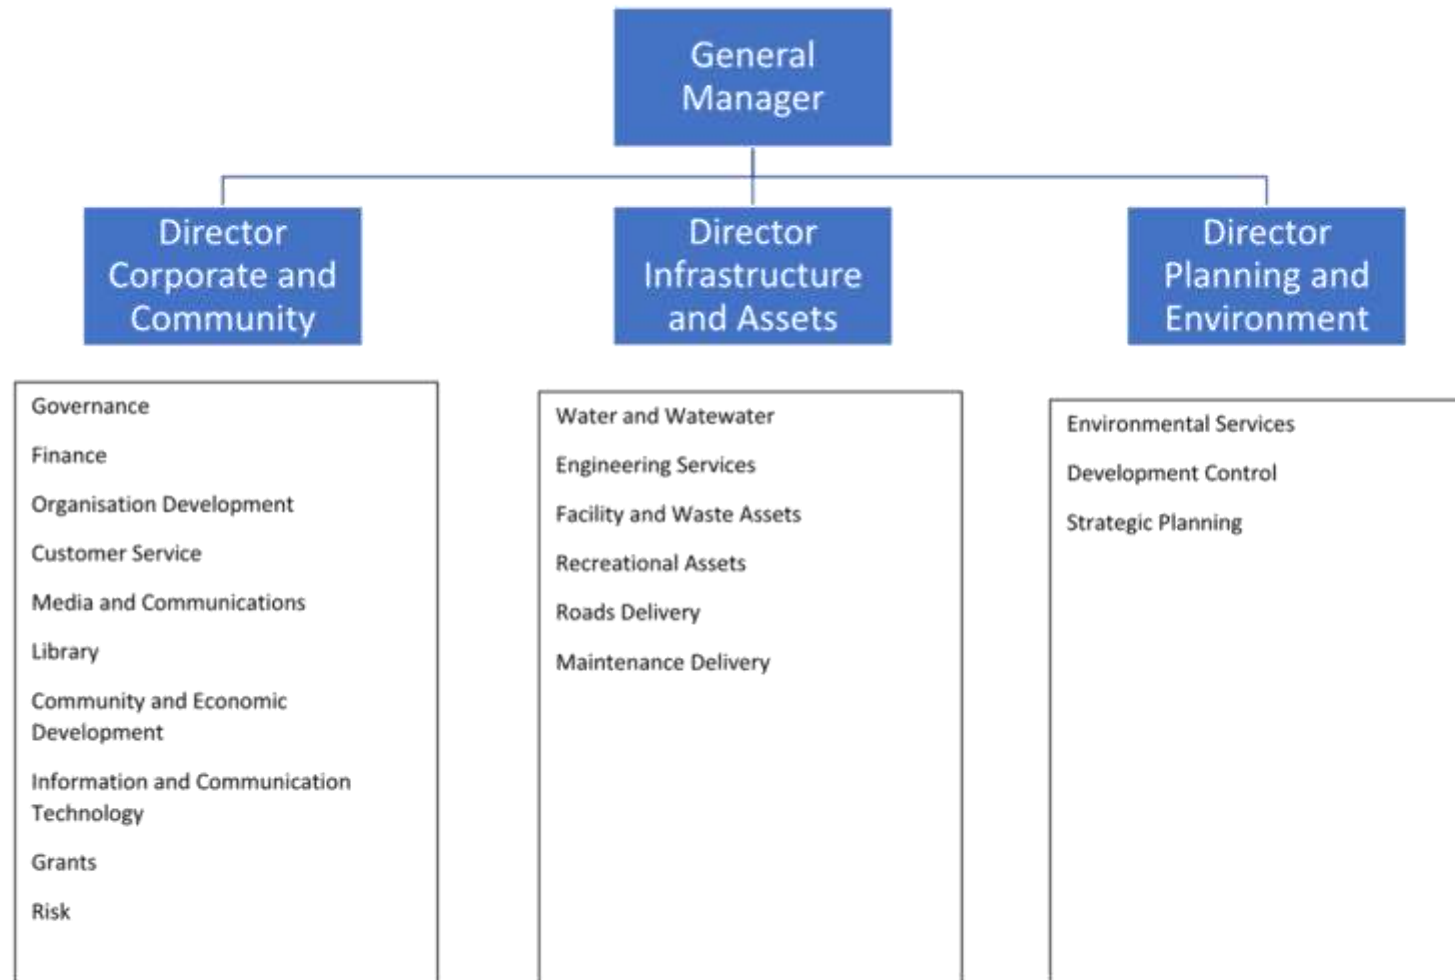 General
Manager
Director
Corporate and
Community
Director
Infrastructure
and Assets
Director
Planning and
Environment
Governance
Finance
Organisation Development
Customer Service
Media and Communications
Library
Community and Economic
Development
Information and Communication
Technology
Grants
Risk
Water and Watewater
Engineering Services
Facility and Waste Assets
Recreational Assets
Roads Delivery
Maintenance Delivery
Environmental Services
Development Control
Strategic Planning